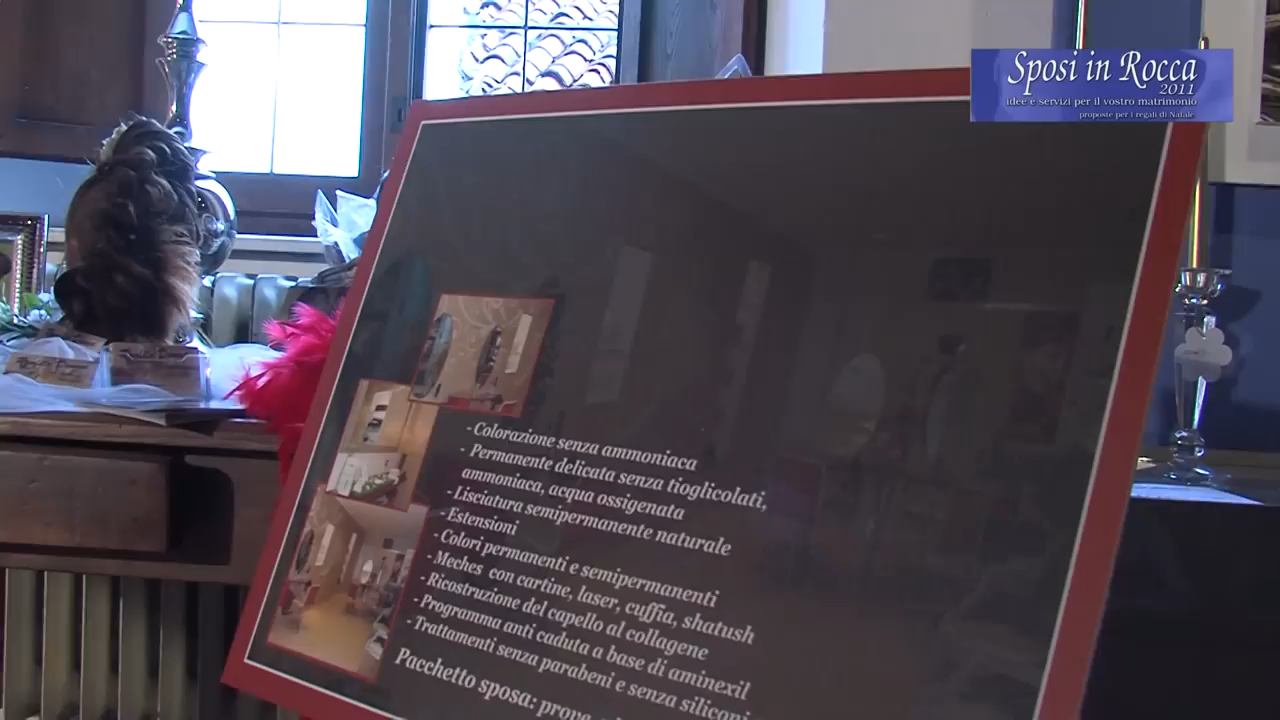 Sposi in Rocca
2011
idee e servizi per il vostro matrimonio
proposte per i regali di Natale
- Colorazione senza ammoniaca
- Permanente delicata senza tioglicolati,
ammoniaca, acqua ossigenata
- Lisciatura semipermanente naturale
- Estensioni
- Colori permanenti e semipermanenti
- Meches con cartine, laser, cuffia, shatush
- Ricostruzione del capello al collagene
- Programma anti caduta a base di aminexil
- Trattamenti senza parabeni e senza siliconi
Pacchetto sposa: prove